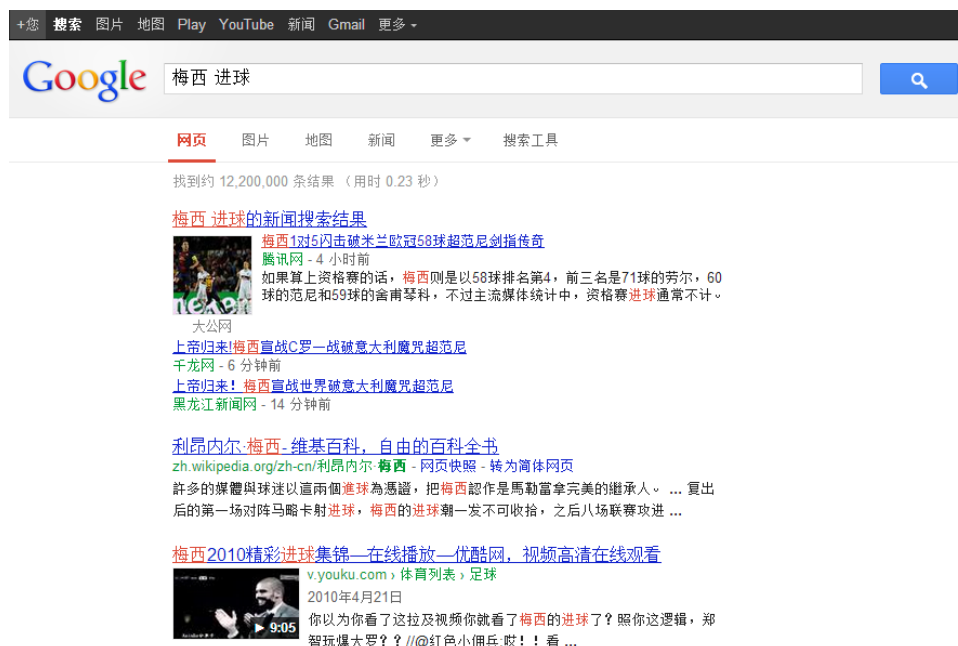 +您 搜索 图片 地图 Play YouTube 新闻 Gmail 更多
Google 梅西 进球
网页 图片 地图 新闻 更多 搜索工具
找到约 12,200,000 条结果 （用时 0.23 秒）
梅西 进球的新闻搜索结果
梅西1对5闪击破米兰欧冠58球超范尼剑指传奇
腾讯网 - 4 小时前
如果算上资格赛的话，梅西则是以58球排名第4，前三名是71球的劳尔，60
球的范尼和59球的舍甫琴科，不过主流媒体统计中，资格赛进球通常不计。
大公网
上帝归来!梅西宣战C罗一战破意大利魔咒超范尼
千龙网 - 6 分钟前
上帝归来！梅西宣战世界破意大利魔咒超范尼
黑龙江新闻网 - 14 分钟前
利昂内尔·梅西 - 维基百科，自由的百科全书
zh.wikipedia.org/zh-cn/利昂内尔·梅西 - 网页快照 - 转为简体网页
許多的媒體與球迷以這兩個進球為憑證，把梅西認作是馬勒當拿完美的繼承人。 ... 复出
后的第一场对阵马略卡射进球，梅西的进球潮一发不可收拾，之后八场联赛攻进 ...
梅西2010精彩进球集锦—在线播放—优酷网，视频高清在线观看
v.youku.com › 体育列表 › 足球
2010年4月21日
9:05
你以为你看了这拉及视频你就看了梅西的进球了？照你这逻辑，郑
智玩爆大罗？？//@红色小佣兵:哎！！看 ...